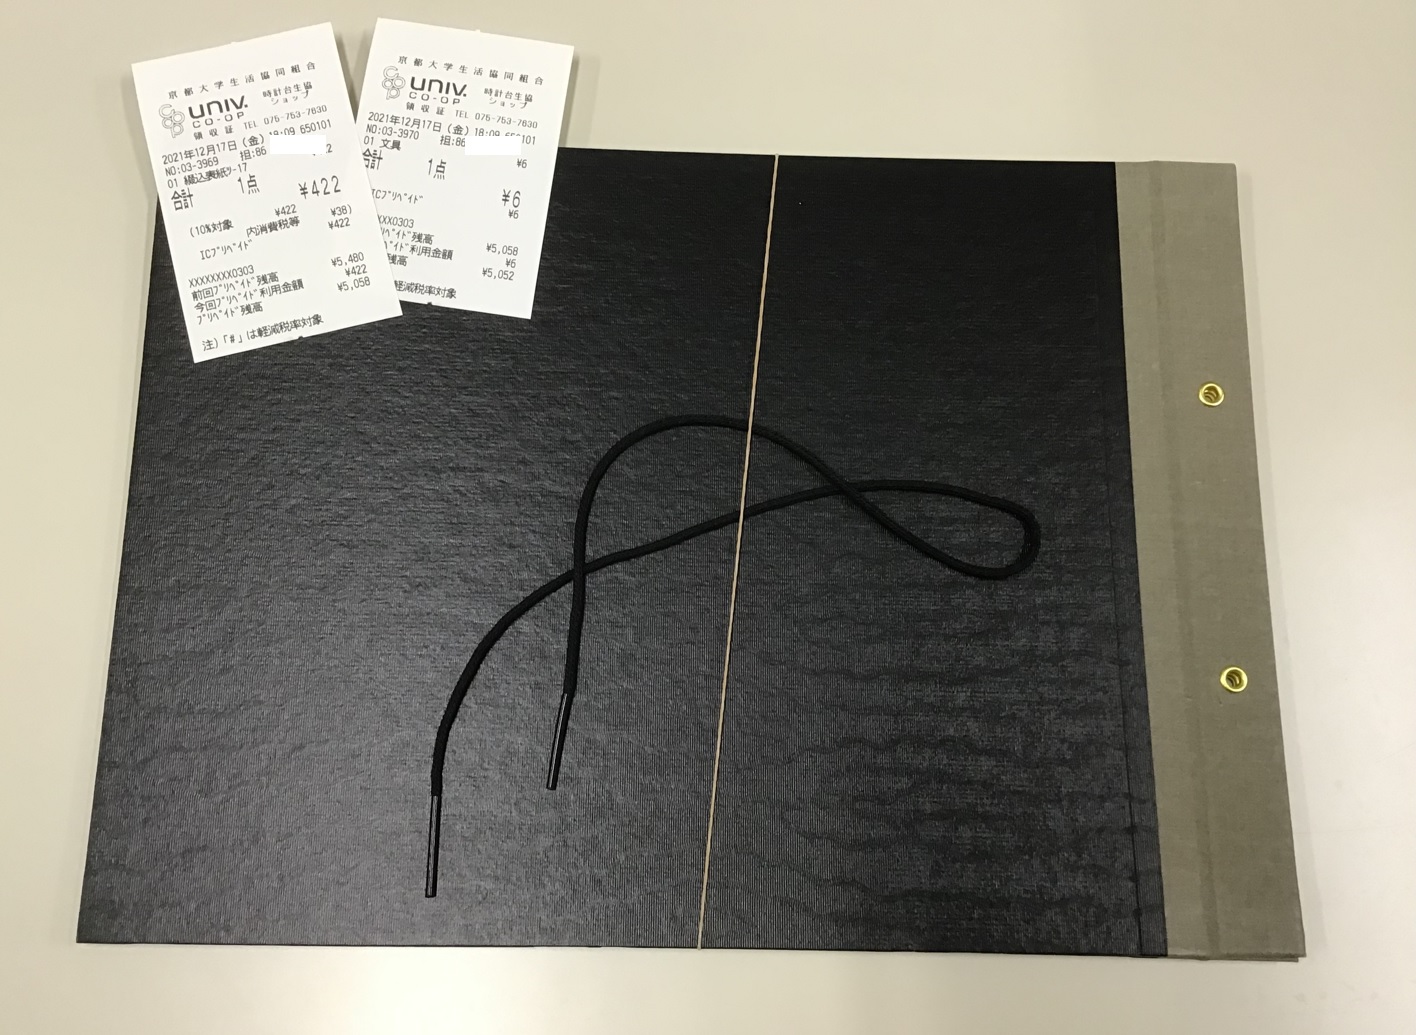 京都大学生活協同組合
UNIV. CO-OP
時計台生協
ショップ
領収証 TEL 075-753-7630
2021年12月17日(金) 18:09 650101
NO:03-3969 担:86
01 綴込表紙ツ-17
合計 1点 ¥422
¥422
(10%対象 内消費税等 ¥38)
ICプリペイド ¥422
XXXXXXXX0303
前回プリペイド残高 ¥5,480
今回プリペイド利用金額 ¥422
プリペイド残高 ¥5,058
注)「#」は軽減税率対象
京都大学生活協同組合
UNIV. CO-OP
時計台生協
ショップ
領収証 TEL 075-753-7630
2021年12月17日(金) 18:09 650101
NO:03-3970 担:86
01 文具 ¥6
合計 1点 ¥6
ICプリペイド ¥6
XXX0303
残高 ¥5,058
利用金額 ¥6
残高 ¥5,052
軽減税率対象